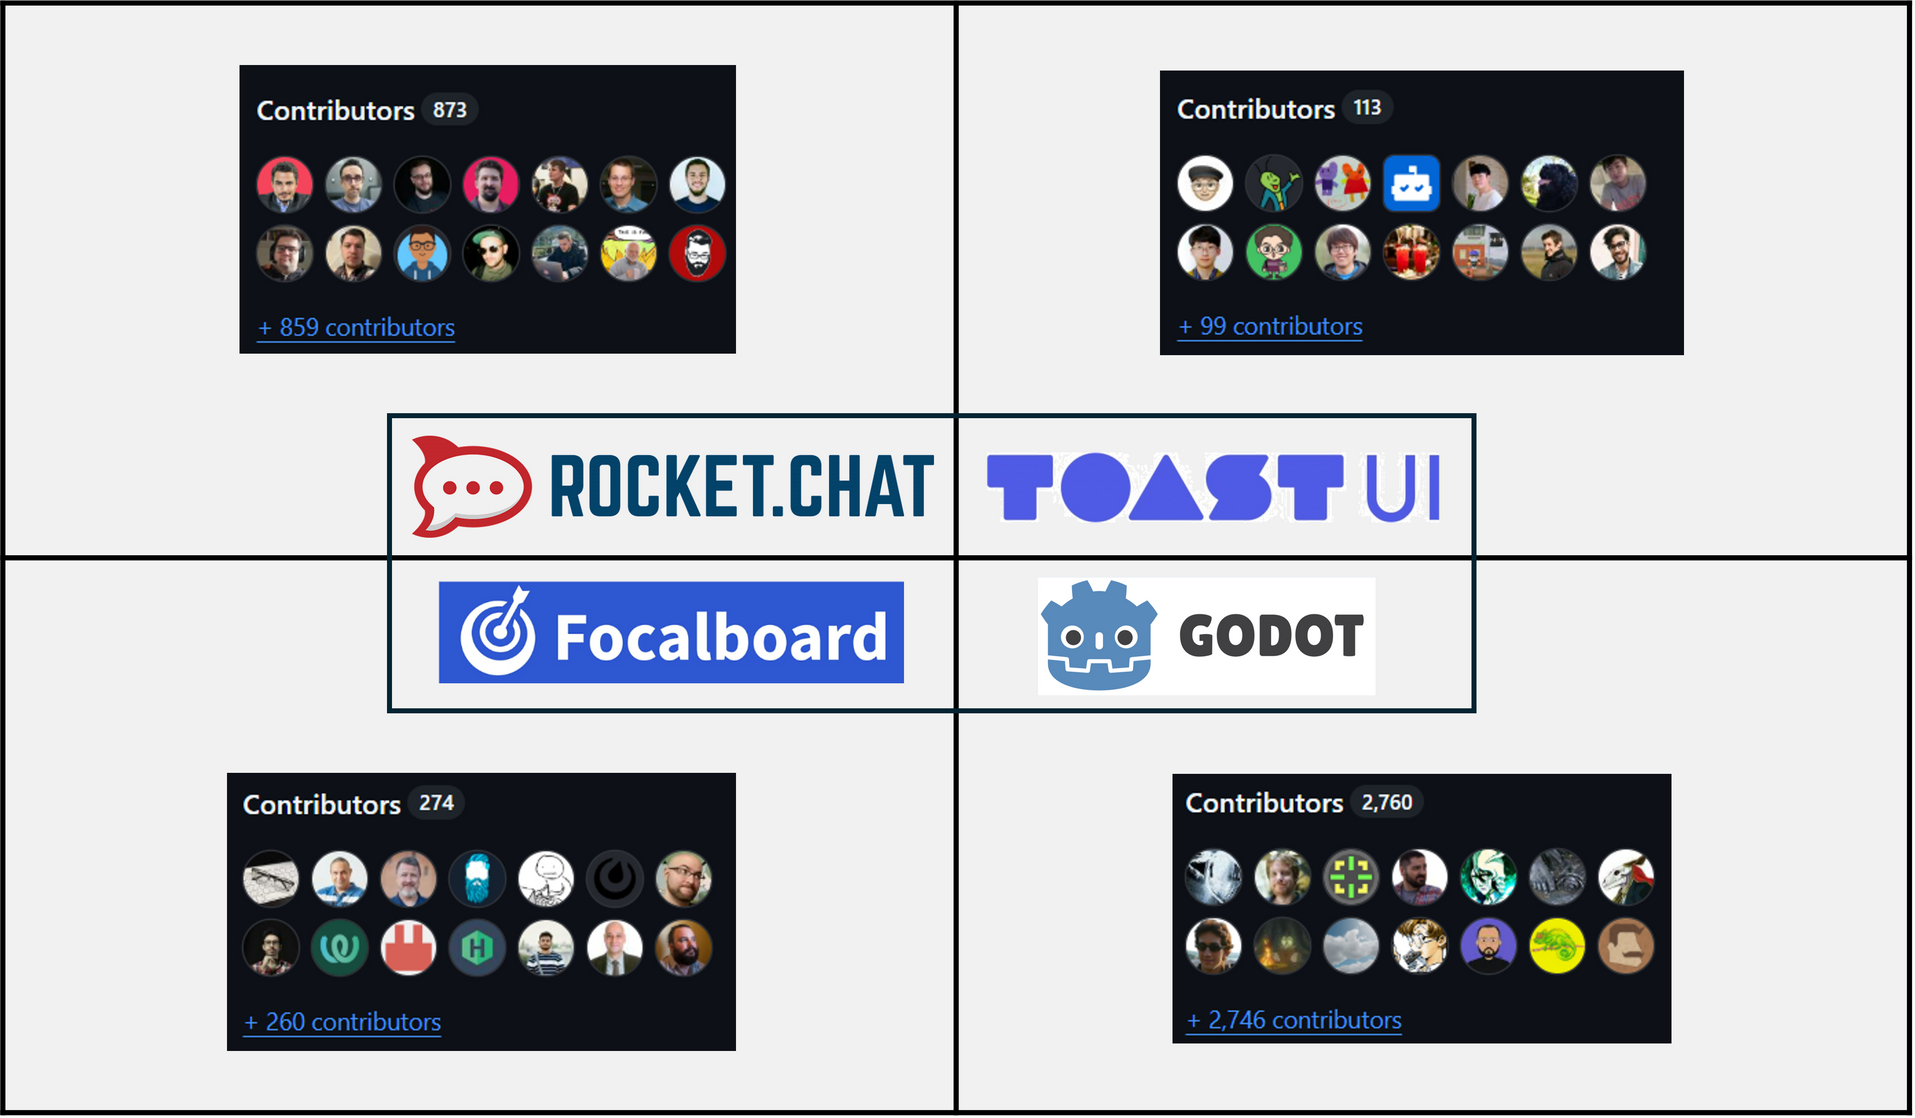 Contributors 873
+ 859 contributors
Contributors 113
+ 99 contributors
ROCKET.CHAT
TOAST UI
Focalboard
GODOT
Contributors 274
+ 260 contributors
Contributors 2,760
+ 2,746 contributors